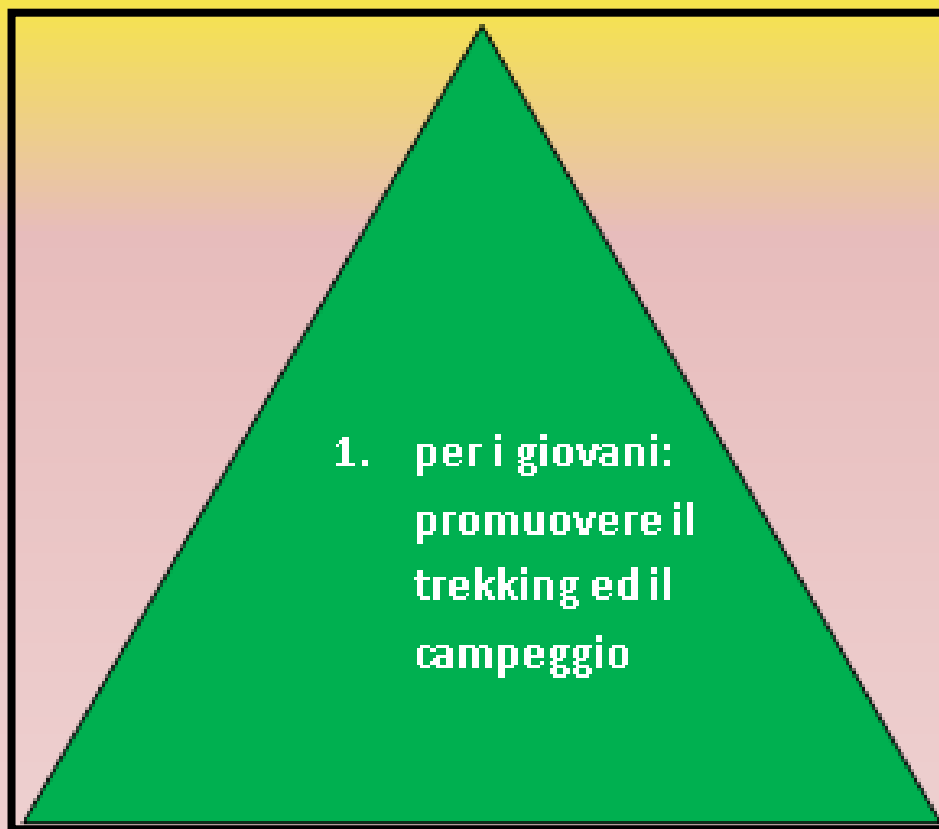 1. per i giovani:
promuovere il
trekking ed il
campeggio